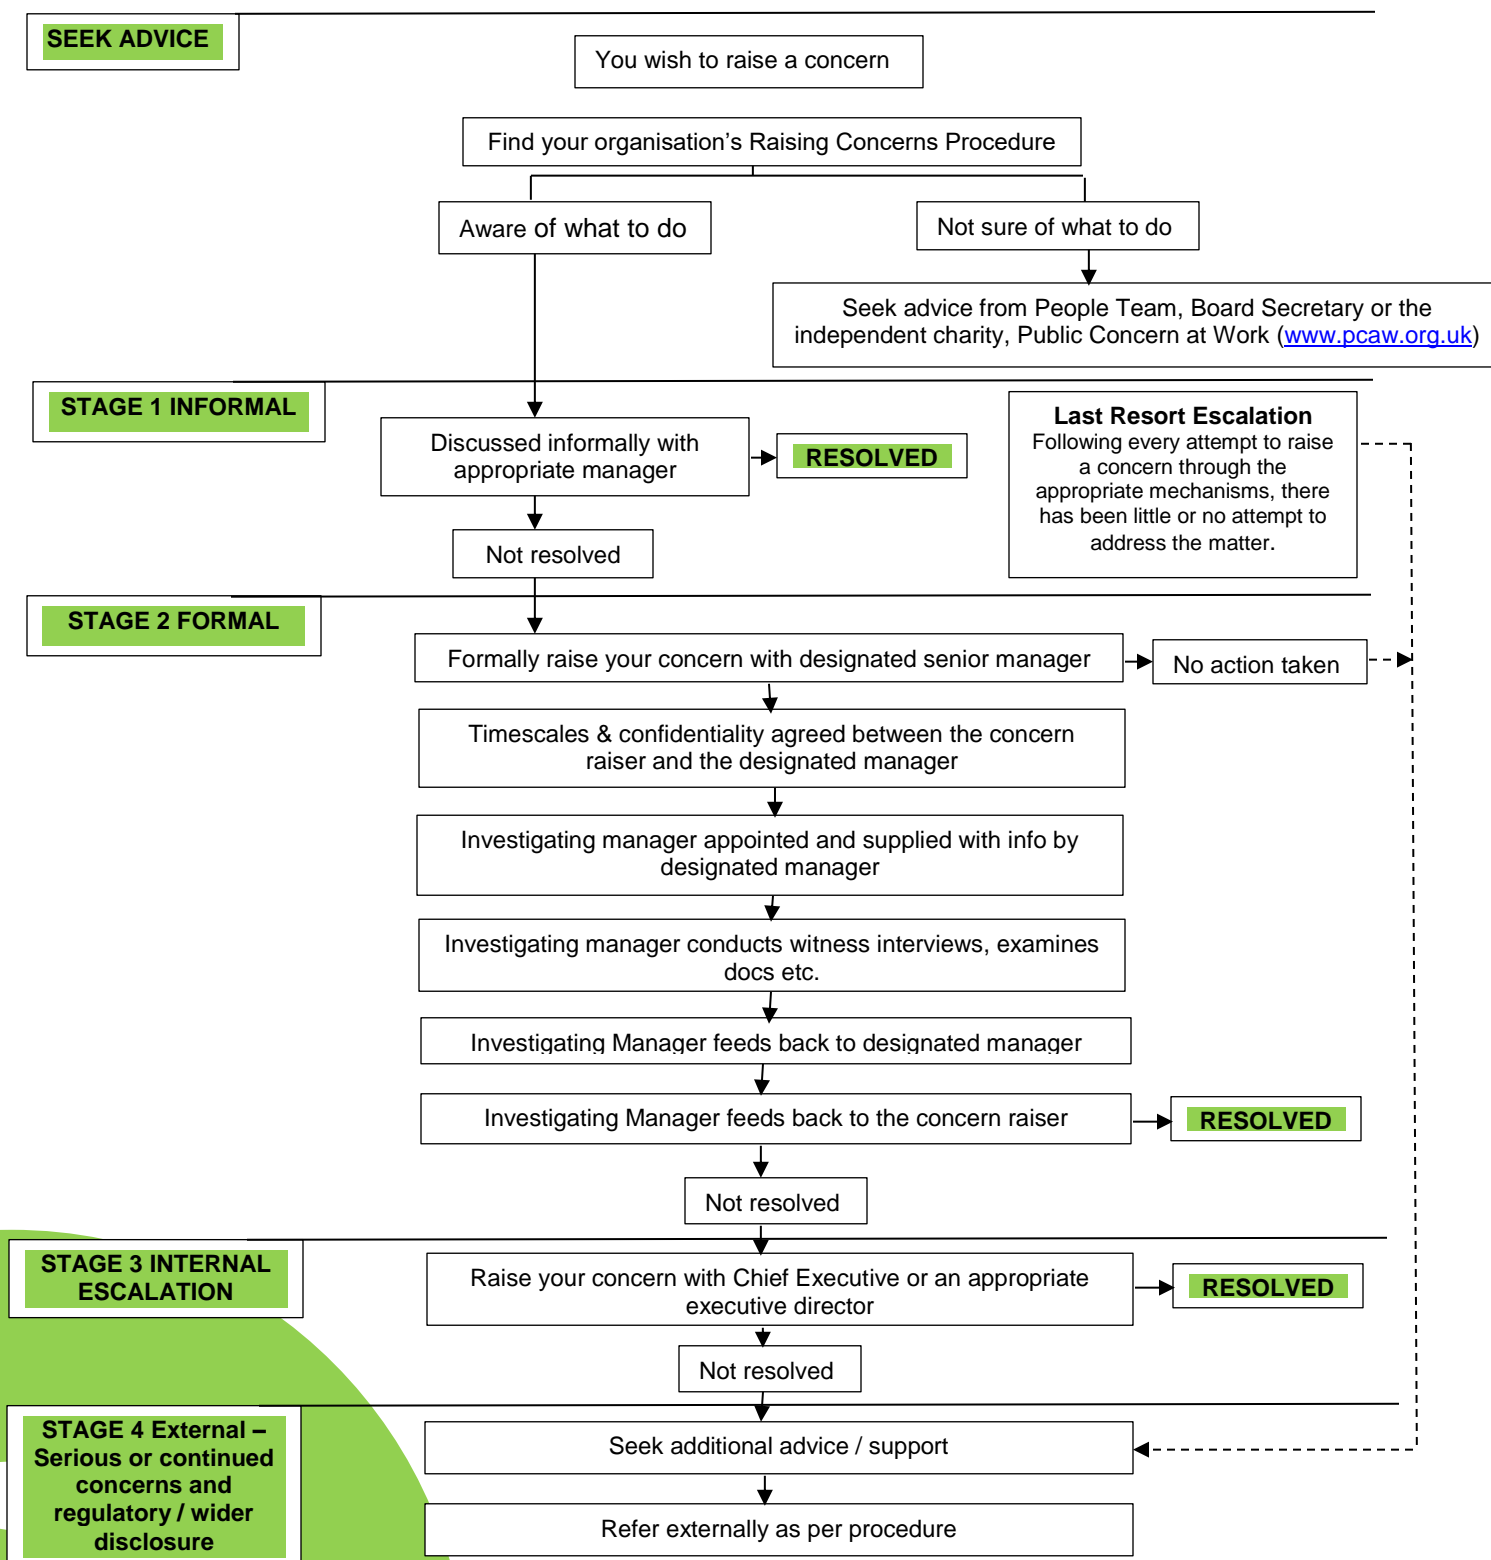 SEEK ADVICE
You wish to raise a concern
Find your organisation’s Raising Concerns Procedure
Aware of what to do
Not sure of what to do
Seek advice from People Team, Board Secretary or the
independent charity, Public Concern at Work (www.pcaw.org.uk)
STAGE 1 INFORMAL
Discussed informally with
appropriate manager
RESOLVED
Last Resort Escalation
Following every attempt to raise
a concern through the
appropriate mechanisms, there
has been little or no attempt to
address the matter.
Not resolved
STAGE 2 FORMAL
Formally raise your concern with designated senior manager
No action taken
Timescales & confidentiality agreed between the concern
raiser and the designated manager
Investigating manager appointed and supplied with info by
designated manager
Investigating manager conducts witness interviews, examines
docs etc.
Investigating Manager feeds back to designated manager
Investigating Manager feeds back to the concern raiser
RESOLVED
Not resolved
STAGE 3 INTERNAL
ESCALATION
Raise your concern with Chief Executive or an appropriate
executive director
RESOLVED
Not resolved
STAGE 4 External –
Serious or continued
concerns and
regulatory / wider
disclosure
Seek additional advice / support
Refer externally as per procedure